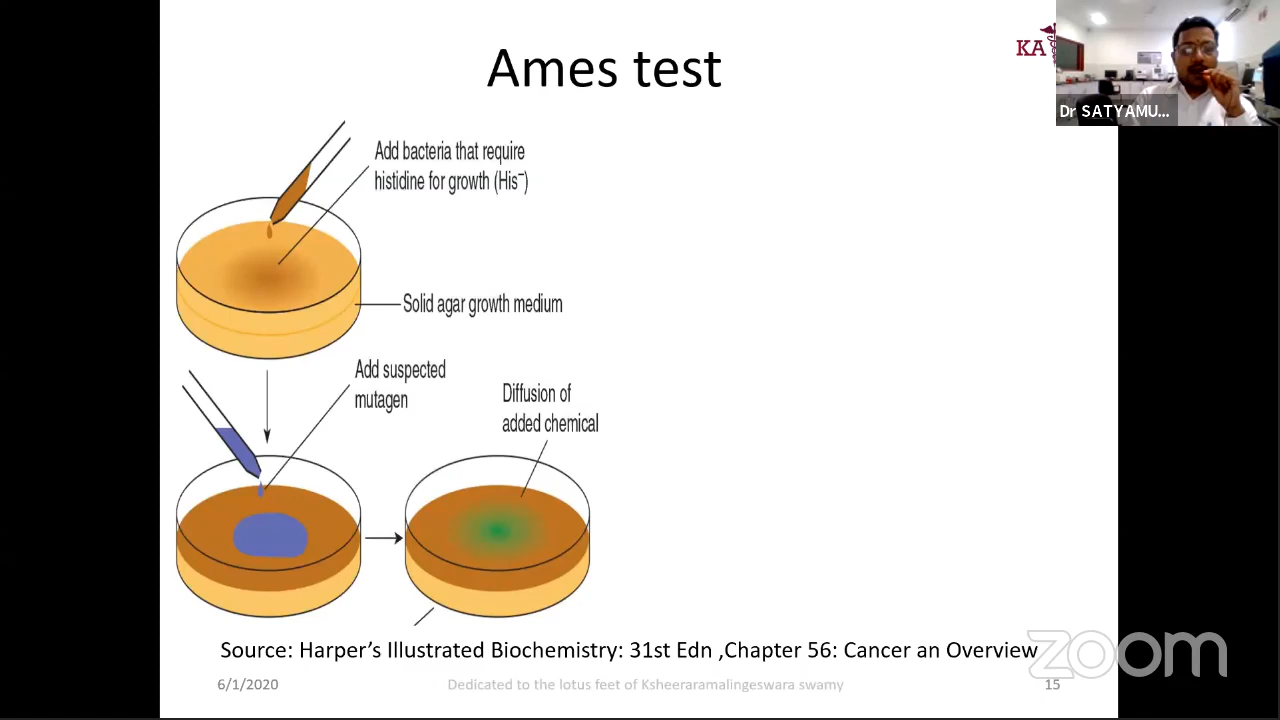 Ames test
KA
Dr SATYAMU...
Add bacteria that require
histidine for growth (His⁻)
Solid agar growth medium
Add suspected
mutagen
Diffusion of
added chemical
Source: Harper’s Illustrated Biochemistry: 31st Edn ,Chapter 56: Cancer an Overview
zoom
6/1/2020
Dedicated to the lotus feet of Ksheeraramalingeswara swamy
15